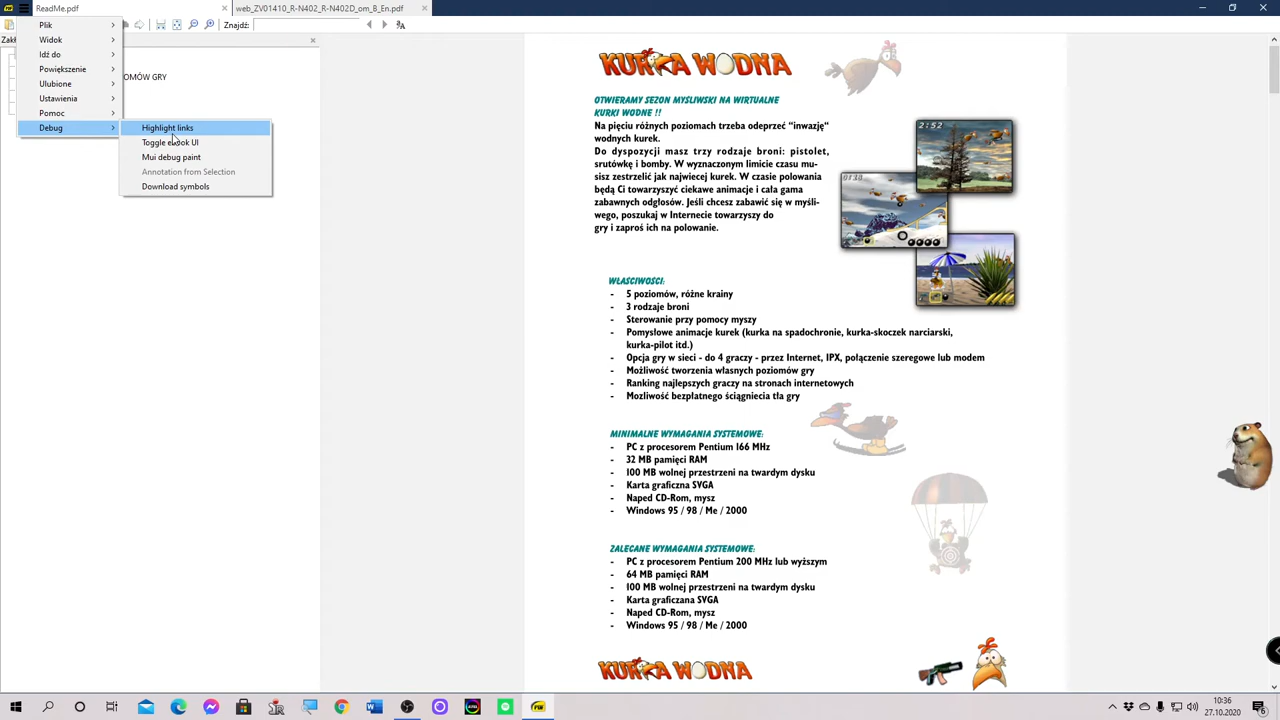 ReadMe.pdf
web_ZV01410_R-N402_R-N402D_om_B_En.pdf
Znajdź:
Plik
Widok
Idź do
Powiększenie
Ulubione
Ustawienia
Pomoc
Debug
Highlight links
Mui debug paint
Annotation from Selection
Download symbols
KURKA WODNA
OTWIERAMY SEZON MYŚLIWSKI NA WIRTUALNE
KURKI WODNE !!
Na pięciu różnych poziomach trzeba odeprzeć “inwazję“
wodnych kurek.
Do dyspozycji masz trzy rodzaje broni: pistolet,
srutówkę i bomby. W wyznaczonym limicie czasu mu-
sisz zestrzelić jak najwiecej kurek. W czasie polowania
będą Ci towarzyszyć ciekawe animacje i cała gama
zabawnych odgłosów. Jeśli chcesz zabawić się w myśli-
wego, poszukaj w Internecie towarzyszy do
gry i zaproś ich na polowanie.
2:52
WŁAŚCIWOŚCI:
- 5 poziomów, różne krainy
- 3 rodzaje broni
- Sterowanie przy pomocy myszy
- Pomysłowe animacje kurek (kurka na spadochronie, kurka-skoczek narciarski,
kurka-pilot itd.)
- Opcja gry w sieci - do 4 graczy - przez Internet, IPX, połączenie szeregowe lub modem
- Możliwość tworzenia własnych poziomów gry
- Ranking najlepszych graczy na stronach internetowych
- Mozliwość bezpłatnego ściągniecia tła gry
MINIMALNE WYMAGANIA SYSTEMOWE:
- PC z procesorem Pentium 166 MHz
- 32 MB pamięci RAM
- 100 MB wolnej przestrzeni na twardym dysku
- Karta graficzna SVGA
- Naped CD-Rom, mysz
- Windows 95 / 98 / Me / 2000
ZALECANE WYMAGANIA SYSTEMOWE:
- PC z procesorem Pentium 200 MHz lub wyższym
- 64 MB pamięci RAM
- 100 MB wolnej przestrzeni na twardym dysku
- Karta graficzana SVGA
- Naped CD-Rom, mysz
- Windows 95 / 98 / Me / 2000
KURKA WODNA
10:36
27.10.2020